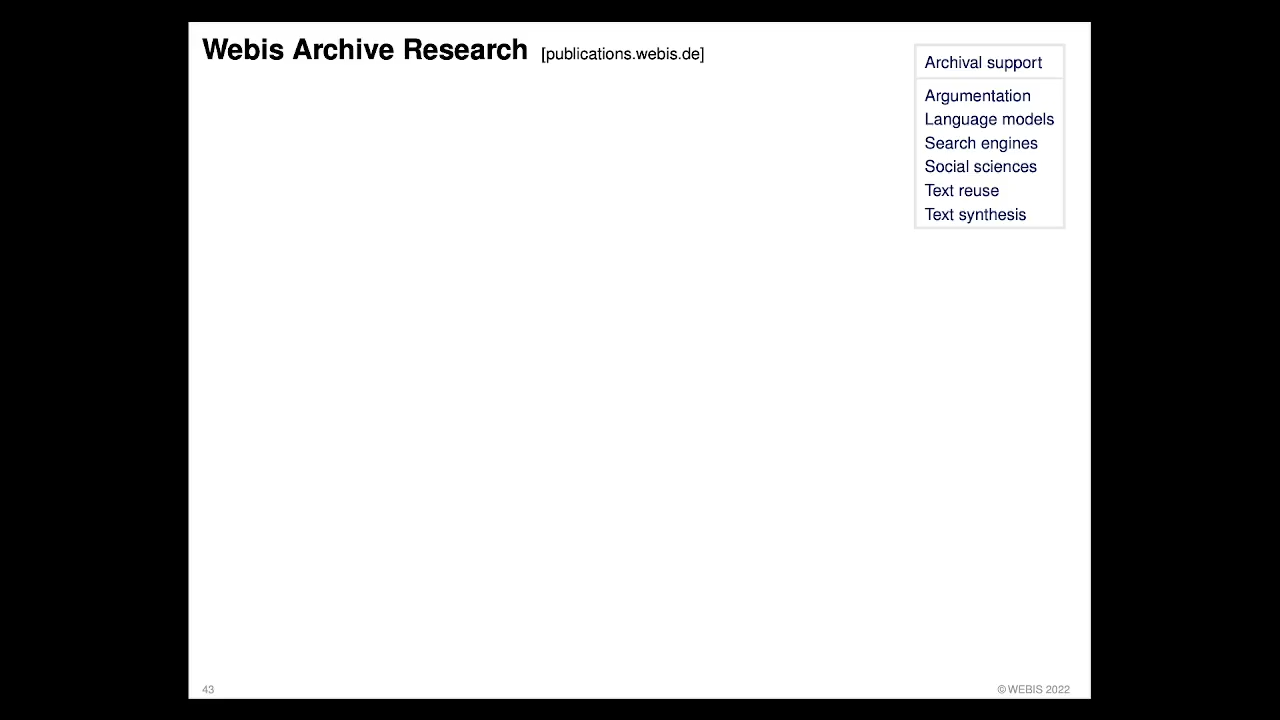 Webis Archive Research [publications.webis.de]
Archival support
Argumentation
Language models
Search engines
Social sciences
Text reuse
Text synthesis
43
© WEBIS 2022